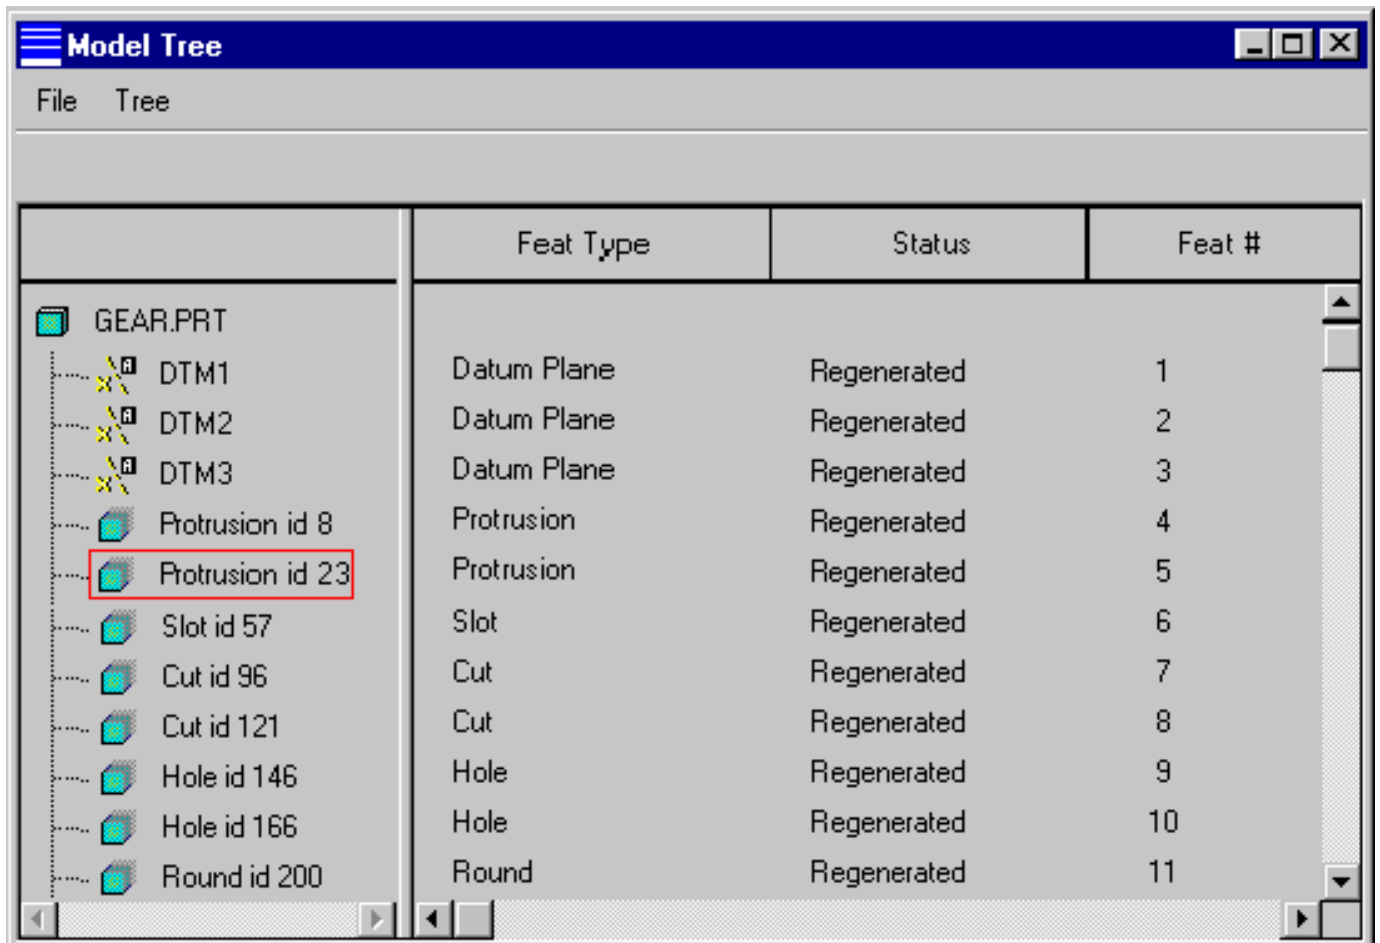 Model Tree
File Tree
Feat Type Status Feat #
GEAR.PRT
DTM1 Datum Plane Regenerated 1
DTM2 Datum Plane Regenerated 2
DTM3 Datum Plane Regenerated 3
Protrusion id 8 Protrusion Regenerated 4
Protrusion id 23 Protrusion Regenerated 5
Slot id 57 Slot Regenerated 6
Cut id 96 Cut Regenerated 7
Cut id 121 Cut Regenerated 8
Hole id 146 Hole Regenerated 9
Hole id 166 Hole Regenerated 10
Round id 200 Round Regenerated 11